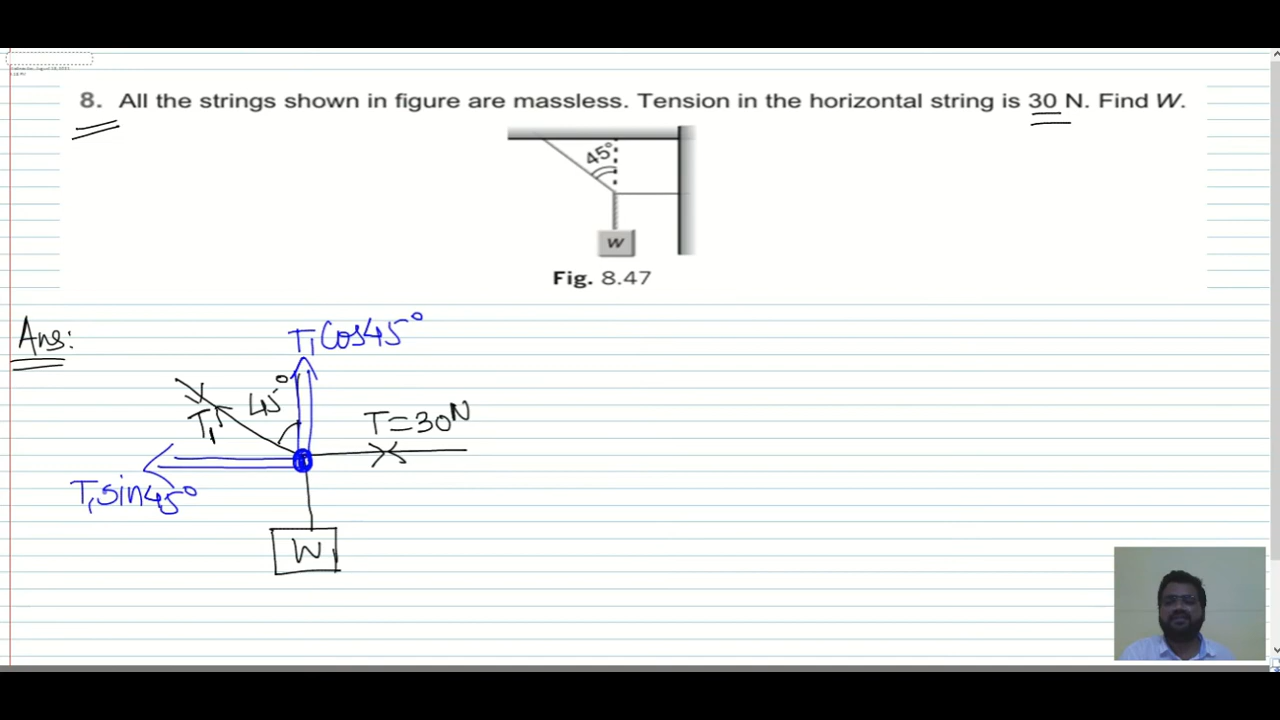 8. All the strings shown in figure are massless. Tension in the horizontal string is 30 N. Find W.
45°
W
Fig. 8.47
Ans:
T₁Cos45°
45°
T₁
T=30N
T₁sin45°
W